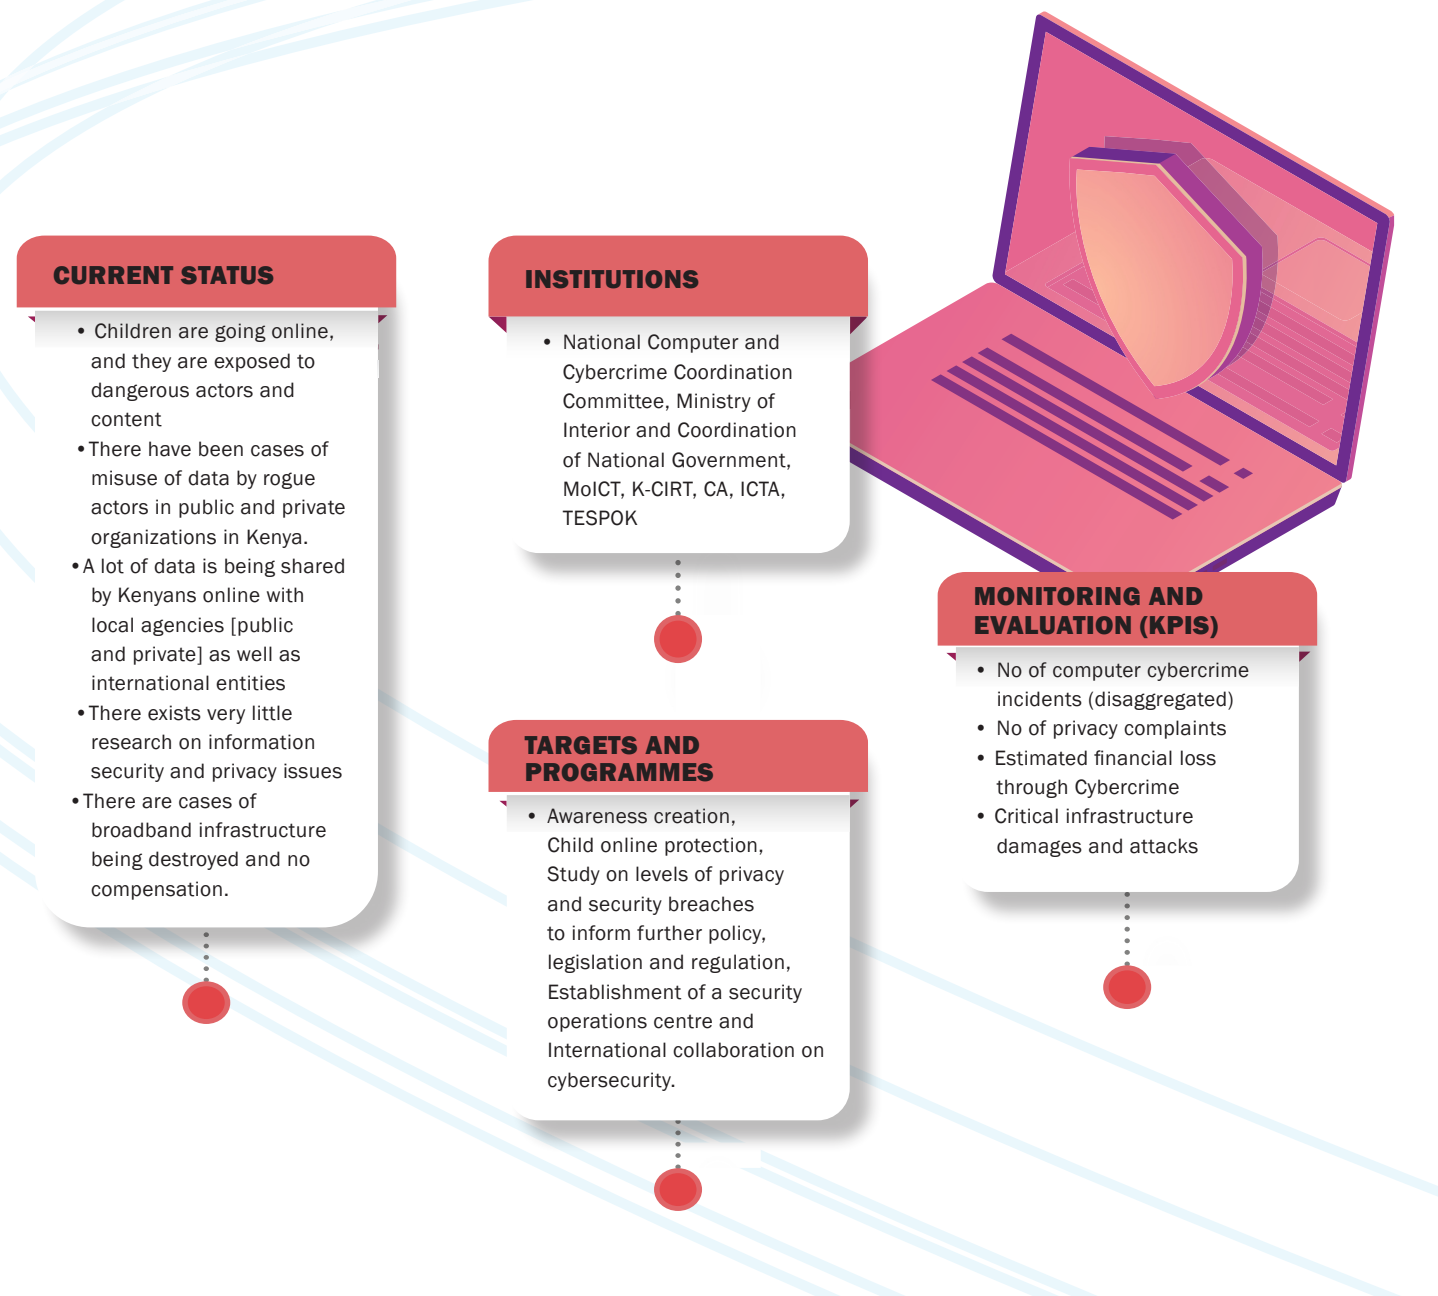 CURRENT STATUS
• Children are going online,
and they are exposed to
dangerous actors and
content
•There have been cases of
misuse of data by rogue
actors in public and private
organizations in Kenya.
•A lot of data is being shared
by Kenyans online with
local agencies [public
and private] as well as
international entities
•There exists very little
research on information
security and privacy issues
•There are cases of
broadband infrastructure
being destroyed and no
compensation.
INSTITUTIONS
• National Computer and
Cybercrime Coordination
Committee, Ministry of
Interior and Coordination
of National Government,
MoICT, K-CIRT, CA, ICTA,
TESPOK
TARGETS AND
PROGRAMMES
• Awareness creation,
Child online protection,
Study on levels of privacy
and security breaches
to inform further policy,
legislation and regulation,
Establishment of a security
operations centre and
International collaboration on
cybersecurity.
MONITORING AND
EVALUATION (KPIS)
• No of computer cybercrime
incidents (disaggregated)
• No of privacy complaints
• Estimated financial loss
through Cybercrime
• Critical infrastructure
damages and attacks